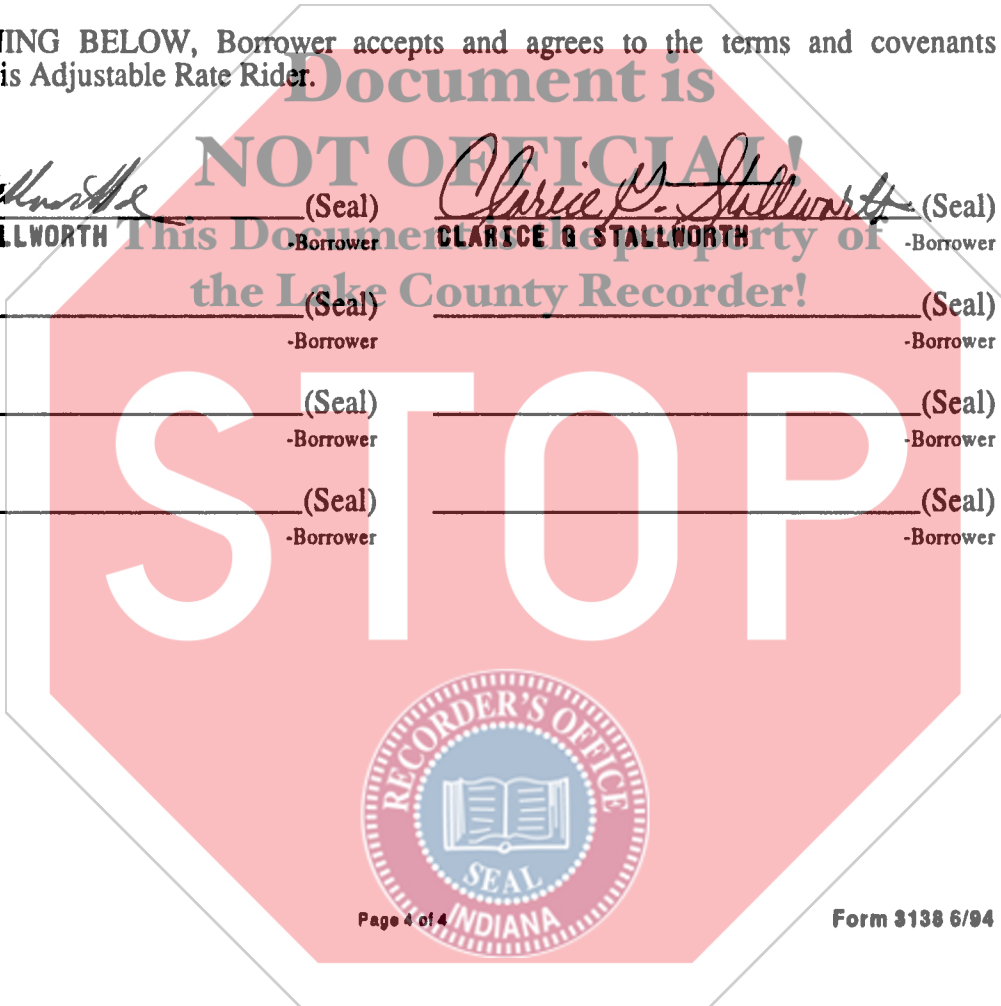 NING BELOW, Borrower accepts and agrees to the terms and covenants
is Adjustable Rate Rider.
Document is
NOT OFFICIAL!
This Document is the property of
the Lake County Recorder!
(Seal) Clarice G. Stallworth (Seal)
LLWORTH -Borrower CLARICE G STALLWORTH -Borrower
(Seal) (Seal)
-Borrower -Borrower
(Seal) (Seal)
-Borrower -Borrower
(Seal) (Seal)
-Borrower -Borrower
STOP
RECORDER'S OFFICE
SEAL
INDIANA
Page 4 of 4 Form 3138 6/94